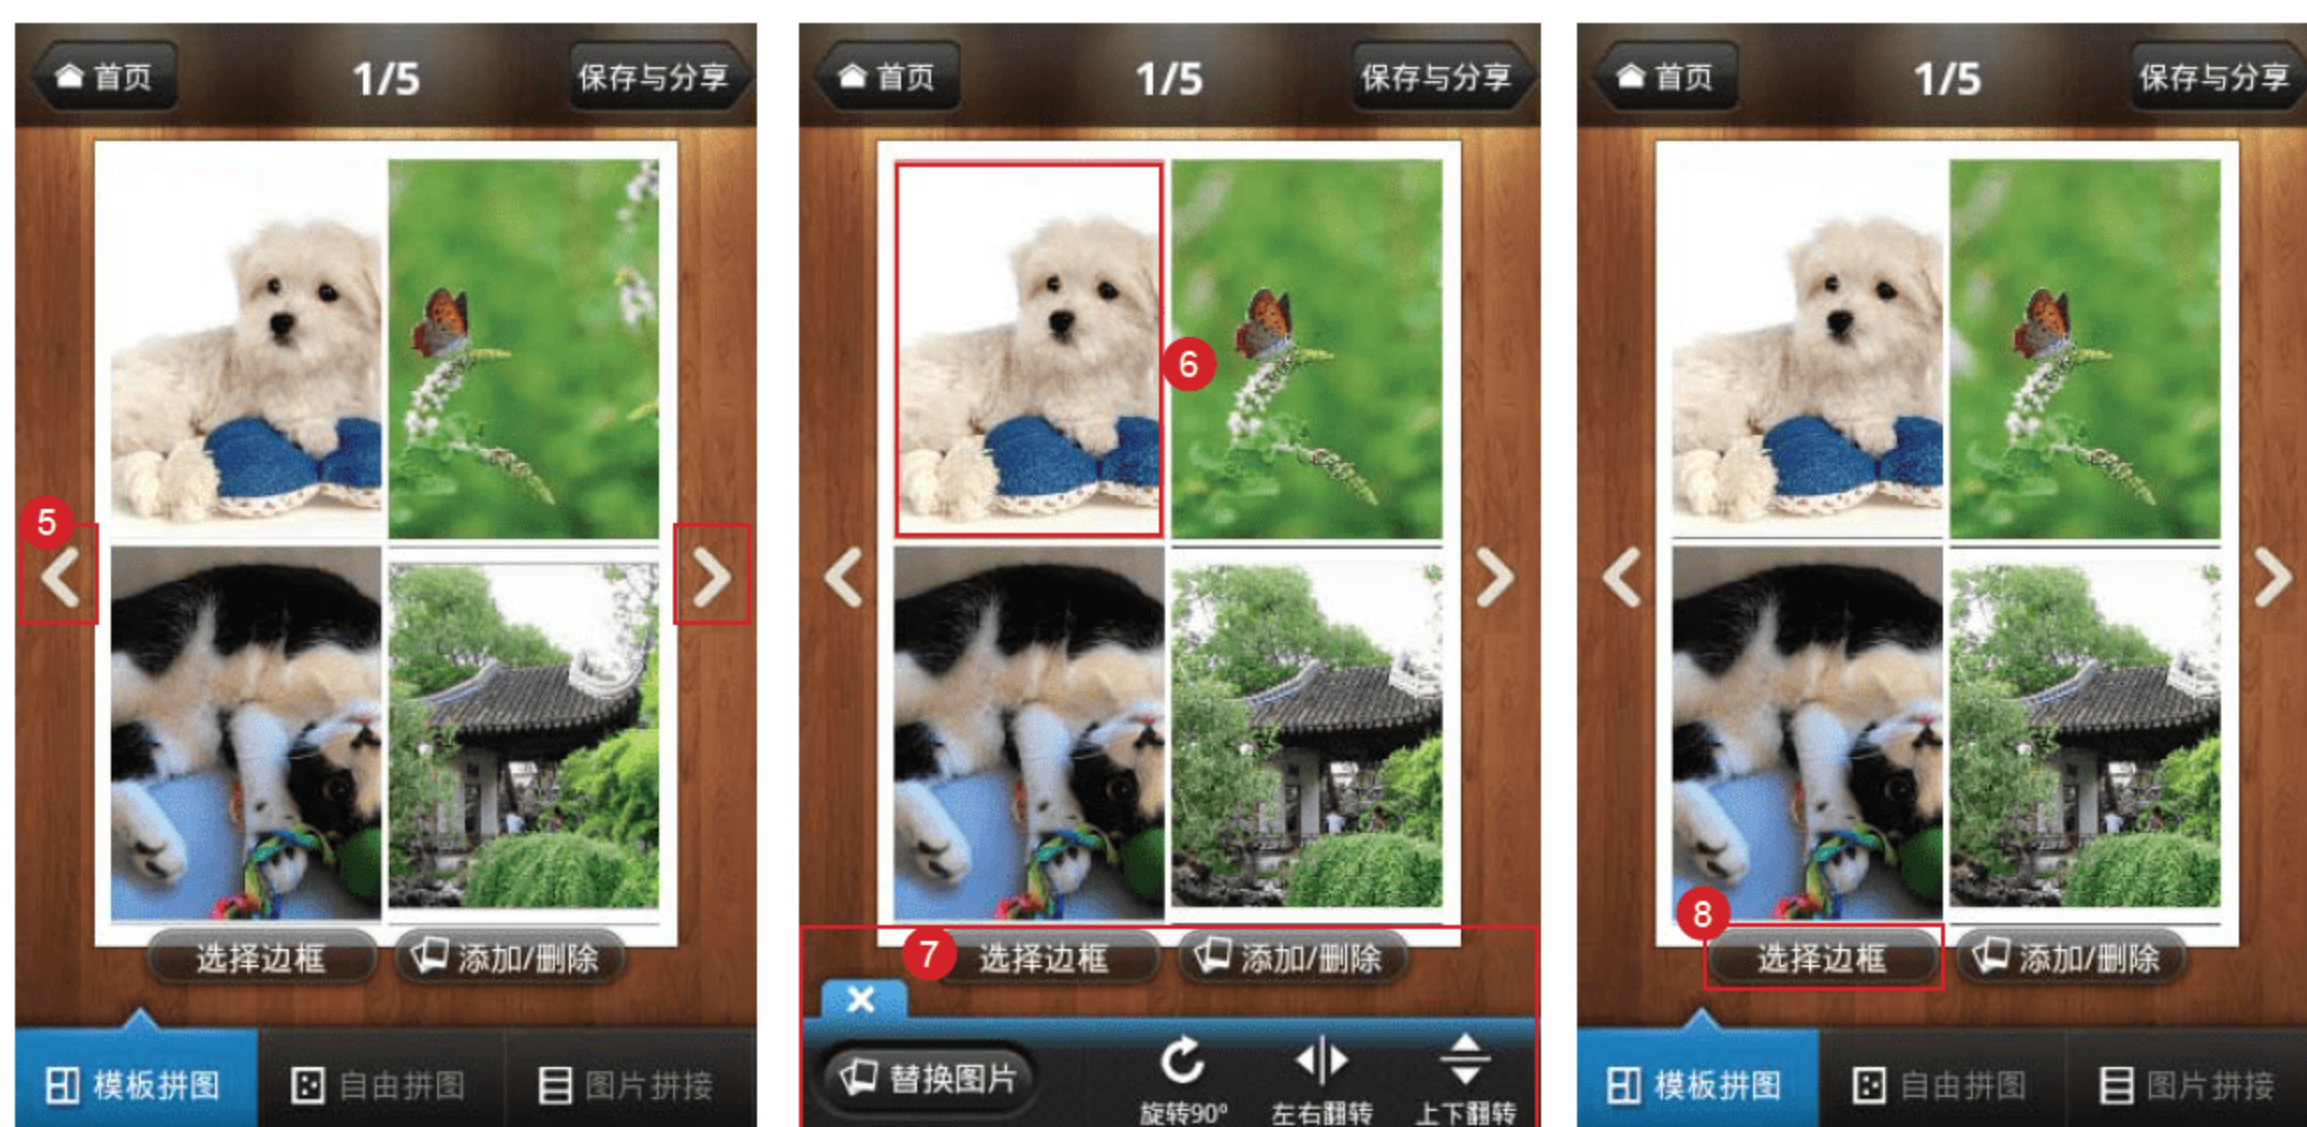 首页 1/5 保存与分享
5
选择边框 添加/删除
模板拼图 自由拼图 图片拼接
首页 1/5 保存与分享
6
7 选择边框 添加/删除
替换图片 旋转90° 左右翻转 上下翻转
首页 1/5 保存与分享
8
选择边框 添加/删除
模板拼图 自由拼图 图片拼接